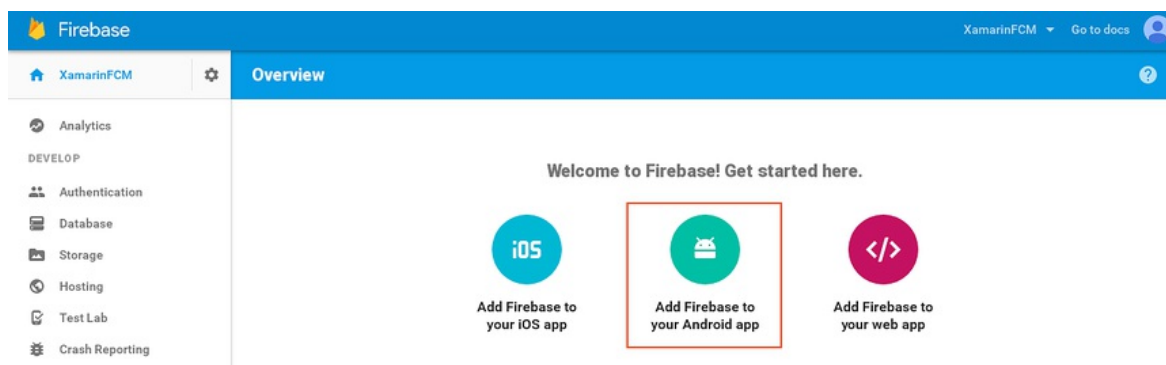 Firebase
XamarinFCM
Go to docs
XamarinFCM
Overview
?
Analytics
DEVELOP
Authentication
Database
Storage
Hosting
Test Lab
Crash Reporting
Welcome to Firebase! Get started here.
iOS
Add Firebase to
your iOS app
Add Firebase to
your Android app
</>
Add Firebase to
your web app